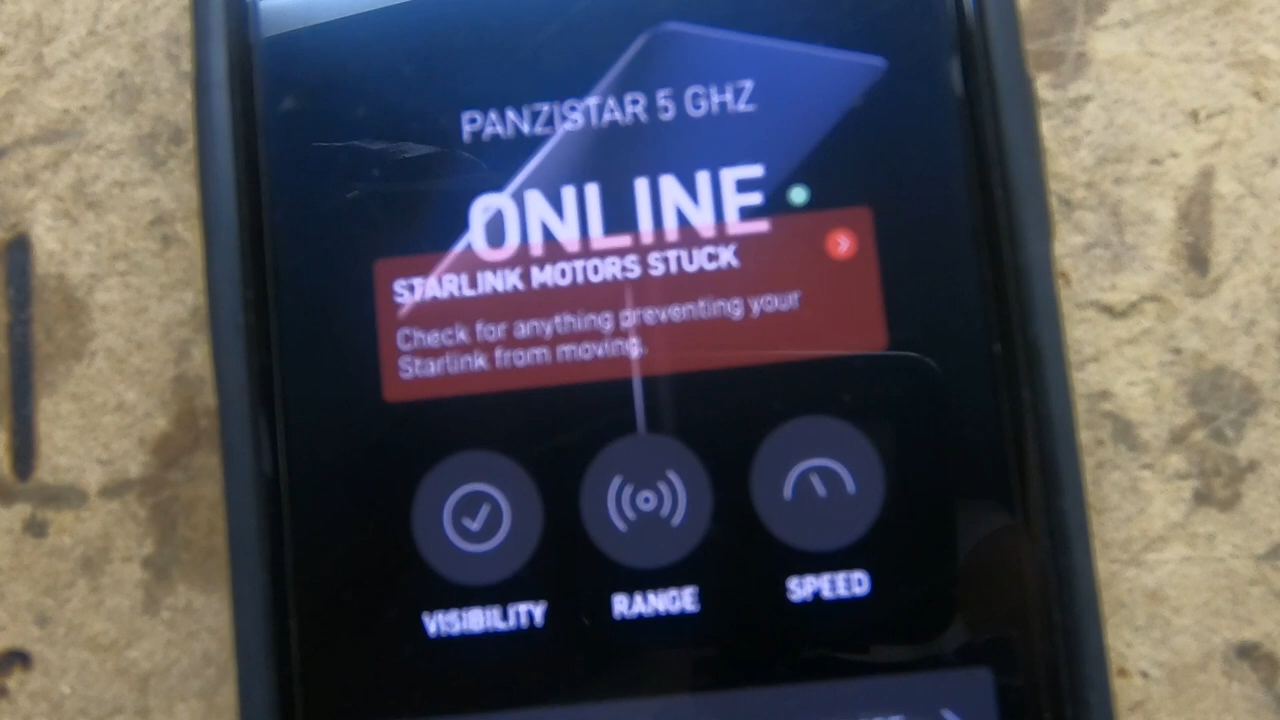 PANZISTAR 5 GHZ
ONLINE
STARLINK MOTORS STUCK
Check for anything preventing your
Starlink from moving.
VISIBILITY
RANGE
SPEED